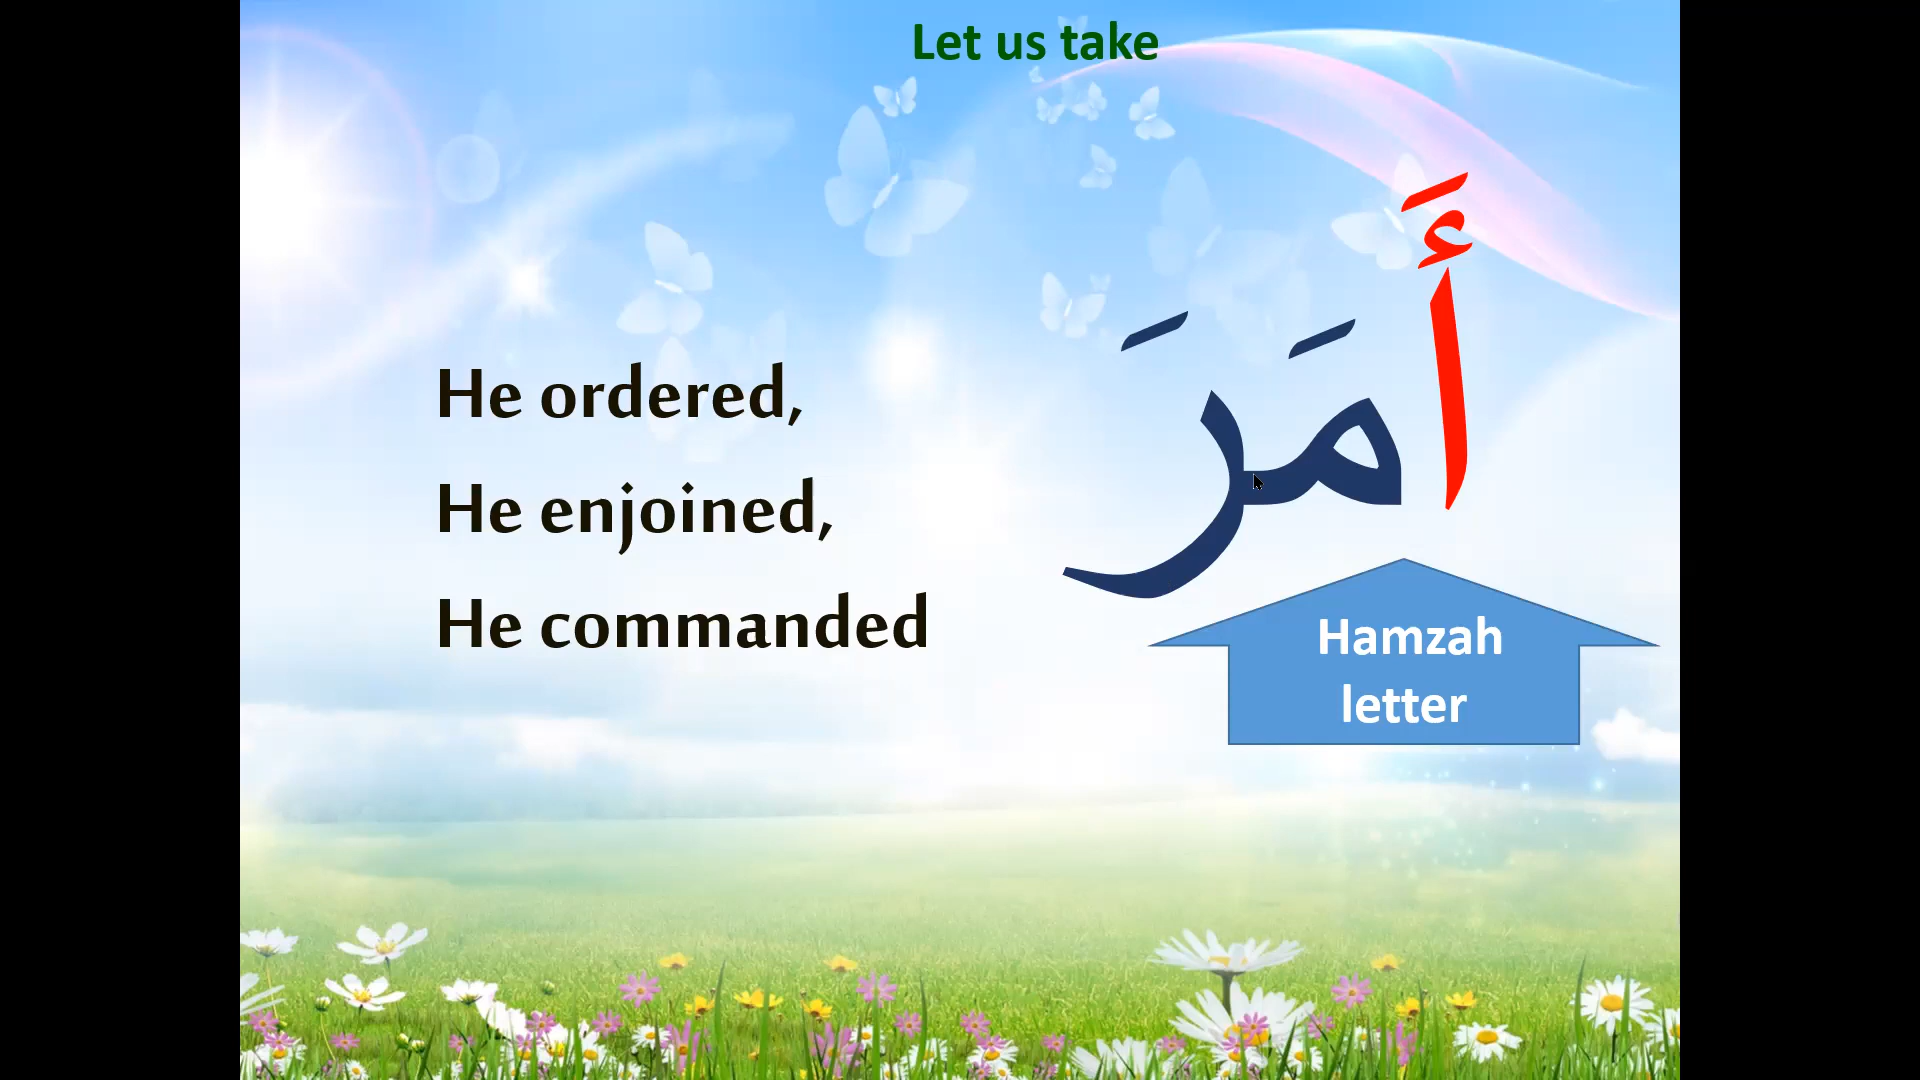 Let us take
أَمَرَ
He ordered,
He enjoined,
He commanded
Hamzah
letter